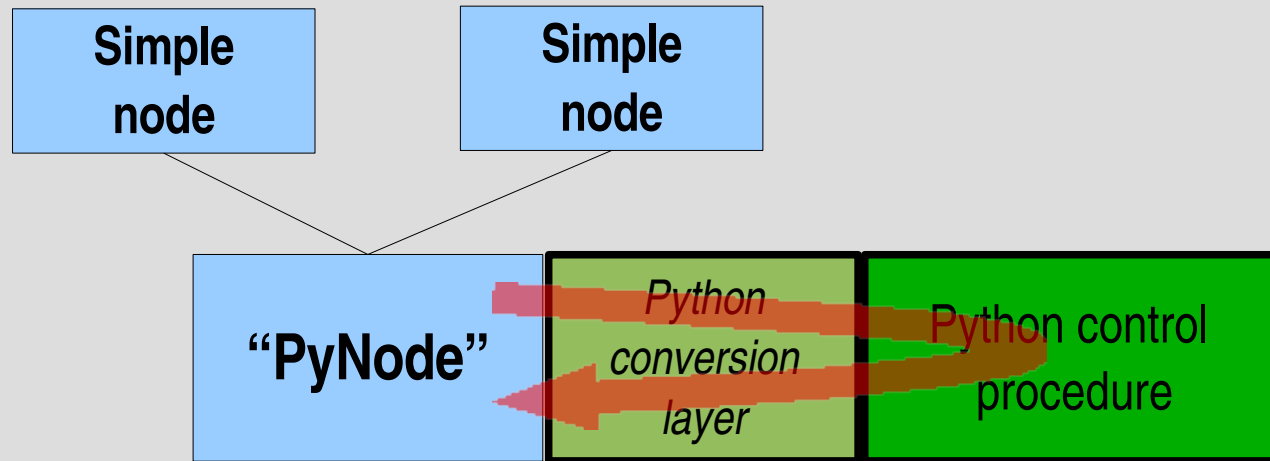 Simple
node
Simple
node
“PyNode”
Python
conversion
layer
Python control
procedure